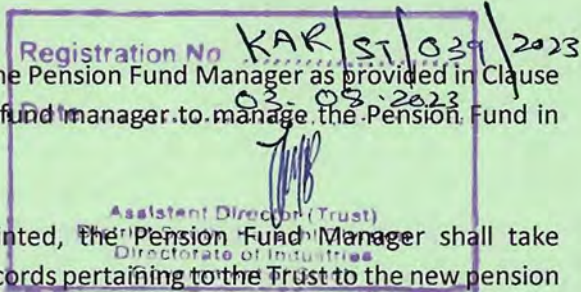 Registration No KAR/ST/039/2023
he Pension Fund Manager as provided in Clause
Date 03-08-2023
fund manager to manage the Pension Fund in
Assistant Director (Trust)
nted, the Pension Fund Manager shall take
Directorate of Industries
cords pertaining to the Trust to the new pension